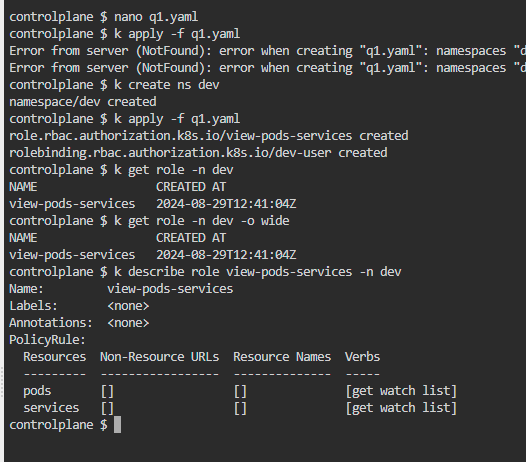 controlplane $ nano q1.yaml
controlplane $ k apply -f q1.yaml
Error from server (NotFound): error when creating "q1.yaml": namespaces "d
Error from server (NotFound): error when creating "q1.yaml": namespaces "d
controlplane $ k create ns dev
namespace/dev created
controlplane $ k apply -f q1.yaml
role.rbac.authorization.k8s.io/view-pods-services created
rolebinding.rbac.authorization.k8s.io/dev-user created
controlplane $ k get role -n dev
NAME                 CREATED AT
view-pods-services   2024-08-29T12:41:04Z
controlplane $ k get role -n dev -o wide
NAME                 CREATED AT
view-pods-services   2024-08-29T12:41:04Z
controlplane $ k describe role view-pods-services -n dev
Name:         view-pods-services
Labels:       <none>
Annotations:  <none>
PolicyRule:
  Resources  Non-Resource URLs  Resource Names  Verbs
  ---------  -----------------  --------------  -----
  pods       []                 []              [get watch list]
  services   []                 []              [get watch list]
controlplane $